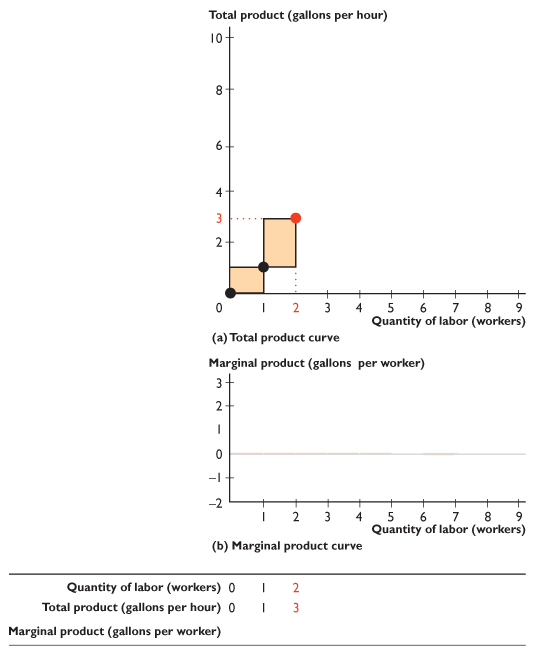 Total product (gallons per hour)
10
8
6
4
3
2
0 1 2 3 4 5 6 7 8 9
Quantity of labor (workers)
(a) Total product curve
Marginal product (gallons per worker)
3
2
1
0
–1
–2
1 2 3 4 5 6 7 8 9
Quantity of labor (workers)
(b) Marginal product curve
Quantity of labor (workers) 0 1 2
Total product (gallons per hour) 0 1 3
Marginal product (gallons per worker)